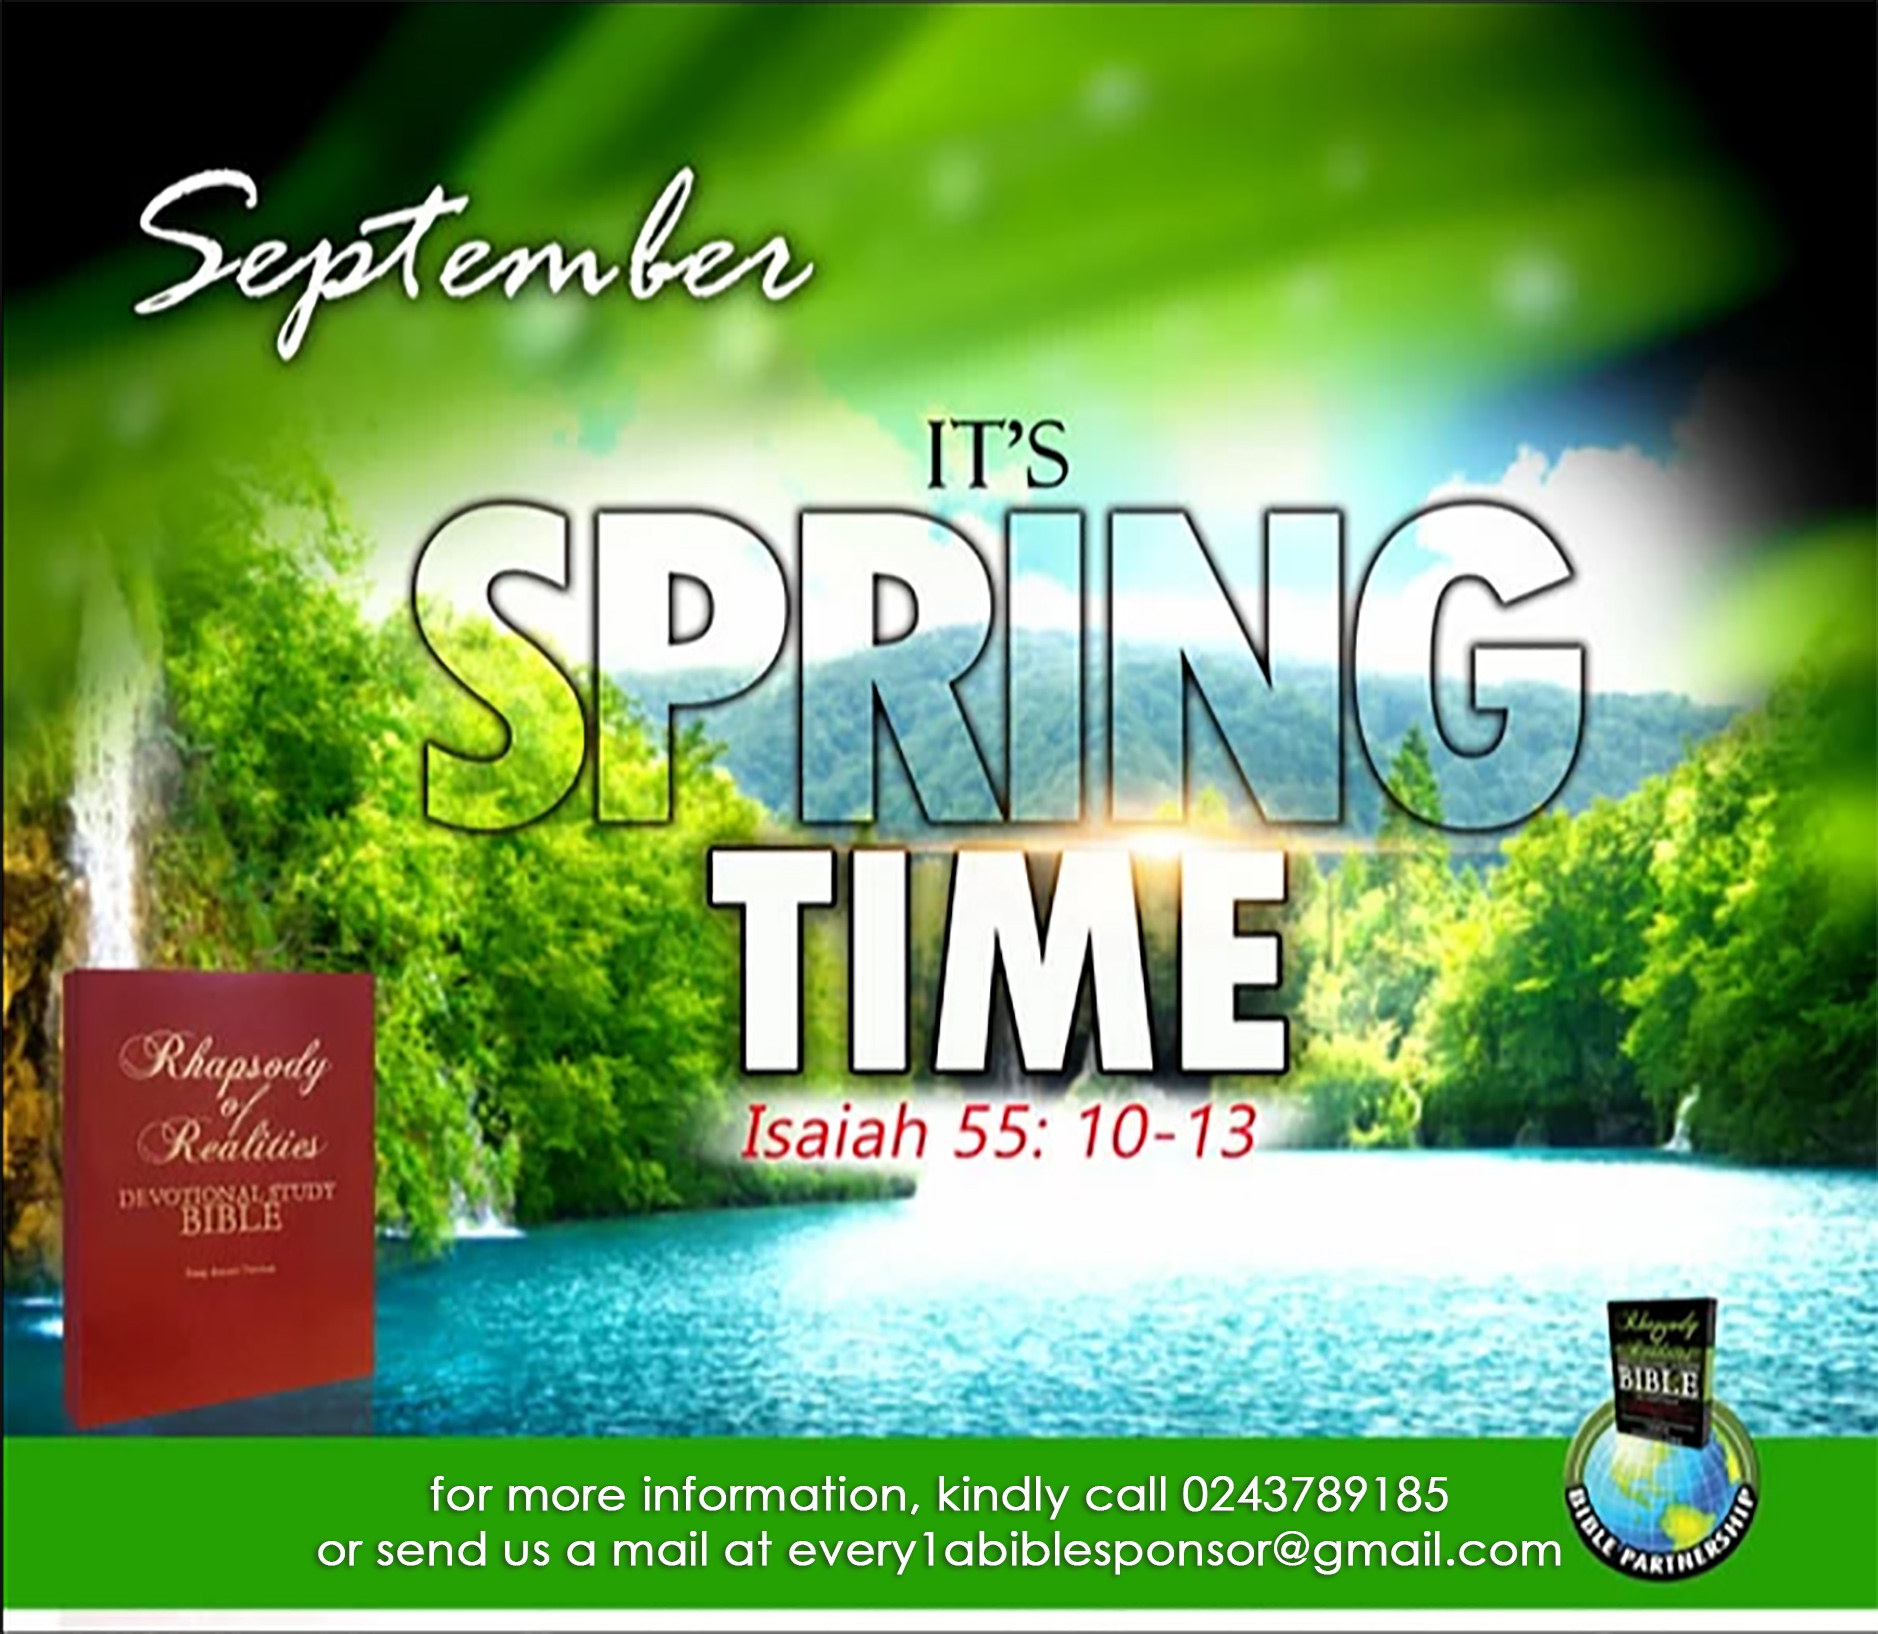 September
IT'S
SPRING
TIME
Isaiah 55: 10-13
Rhapsody
of
Realities
DEVOTIONAL STUDY
BIBLE
Rhapsody
BIBLE
for more information, kindly call 0243789185
or send us a mail at every1abiblesponsor@gmail.com
BIBLE PARTNERSHIP